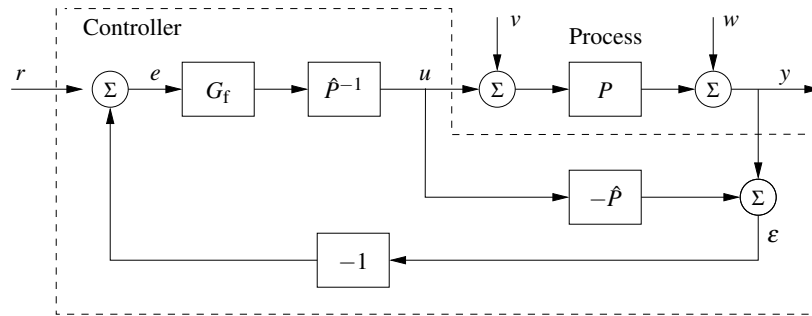 Controller
v
w
Process
r
Σ
e
G_f
P̂⁻¹
u
Σ
P
Σ
y
−P̂
Σ
ε
−1